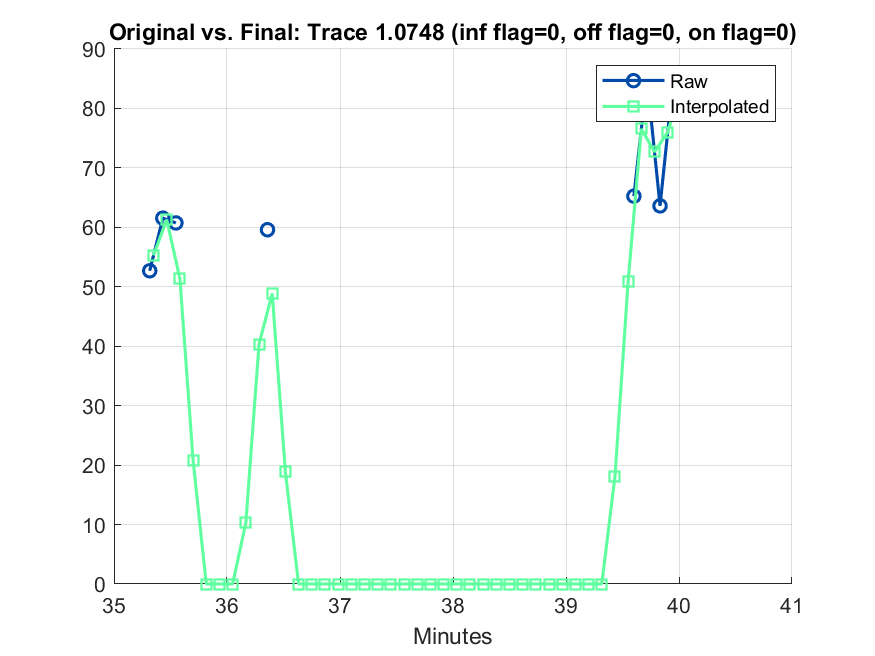 Original vs. Final: Trace 1.0748 (inf flag=0, off flag=0, on flag=0)
90
80
70
60
50
40
30
20
10
0
Raw
Interpolated
35 36 37 38 39 40 41
Minutes